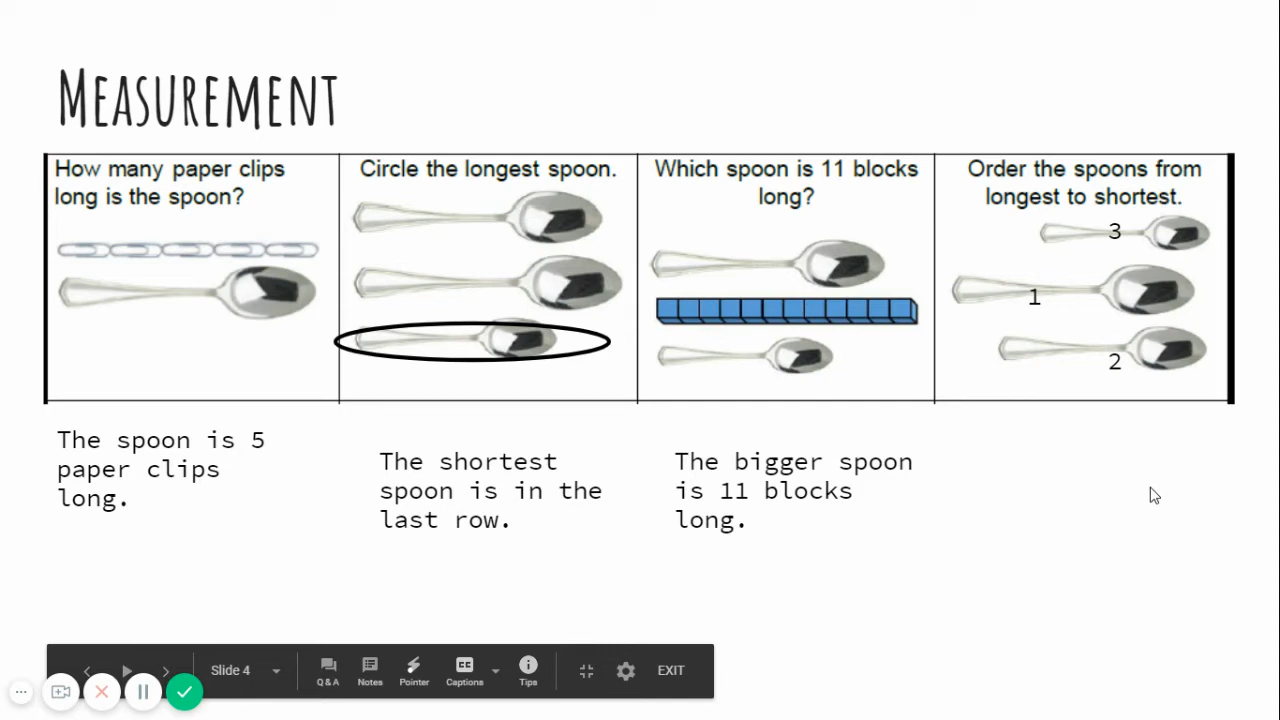 MEASUREMENT
How many paper clips
long is the spoon?
Circle the longest spoon.
Which spoon is 11 blocks
long?
Order the spoons from
longest to shortest.
3
1
2
The spoon is 5
paper clips
long.
The shortest
spoon is in the
last row.
The bigger spoon
is 11 blocks
long.
Slide 4
Q & A
Notes
Pointer
CC
Captions
Tips
EXIT